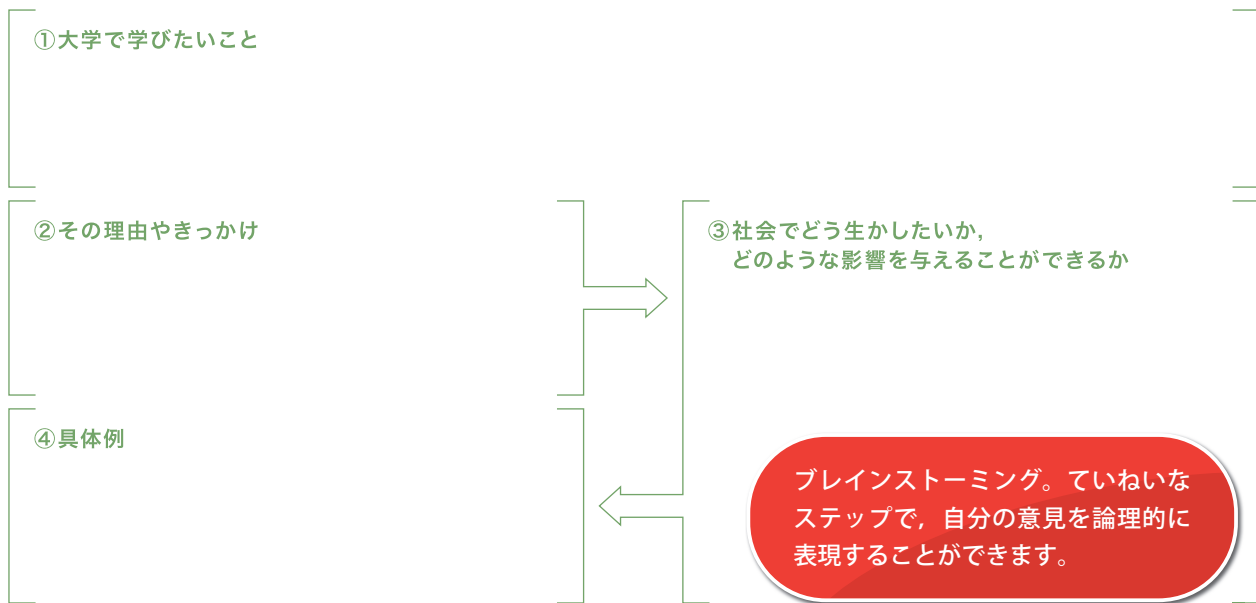 ①大学で学びたいこと
②その理由やきっかけ
③社会でどう生かしたいか,
どのような影響を与えることができるか
④具体例
ブレインストーミング。ていねいな
ステップで，自分の意見を論理的に
表現することができます。